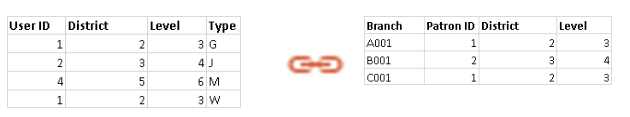 User ID District Level Type
1 2 3 G
2 3 4 J
4 5 6 M
1 2 3 W
Branch Patron ID District Level
A001 1 2 3
B001 2 3 4
C001 1 2 3